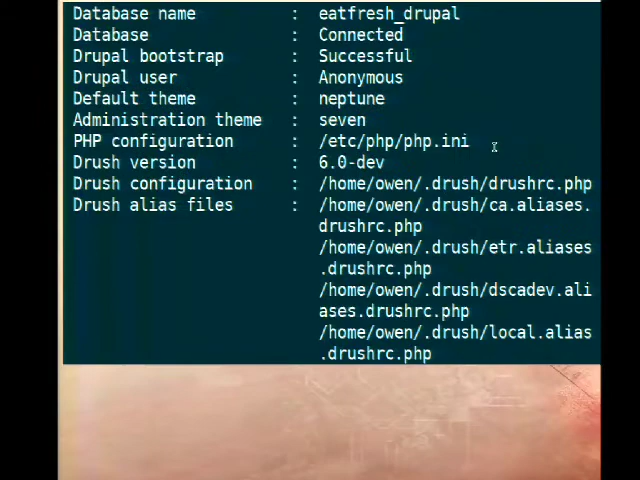 Database name : eatfresh_drupal
Database : Connected
Drupal bootstrap : Successful
Drupal user : Anonymous
Default theme : neptune
Administration theme : seven
PHP configuration : /etc/php/php.ini
Drush version : 6.0-dev
Drush configuration : /home/owen/.drush/drushrc.php
Drush alias files : /home/owen/.drush/ca.aliases.
drushrc.php
/home/owen/.drush/etr.aliases
.drushrc.php
/home/owen/.drush/dscadev.ali
ases.drushrc.php
/home/owen/.drush/local.alias
.drushrc.php